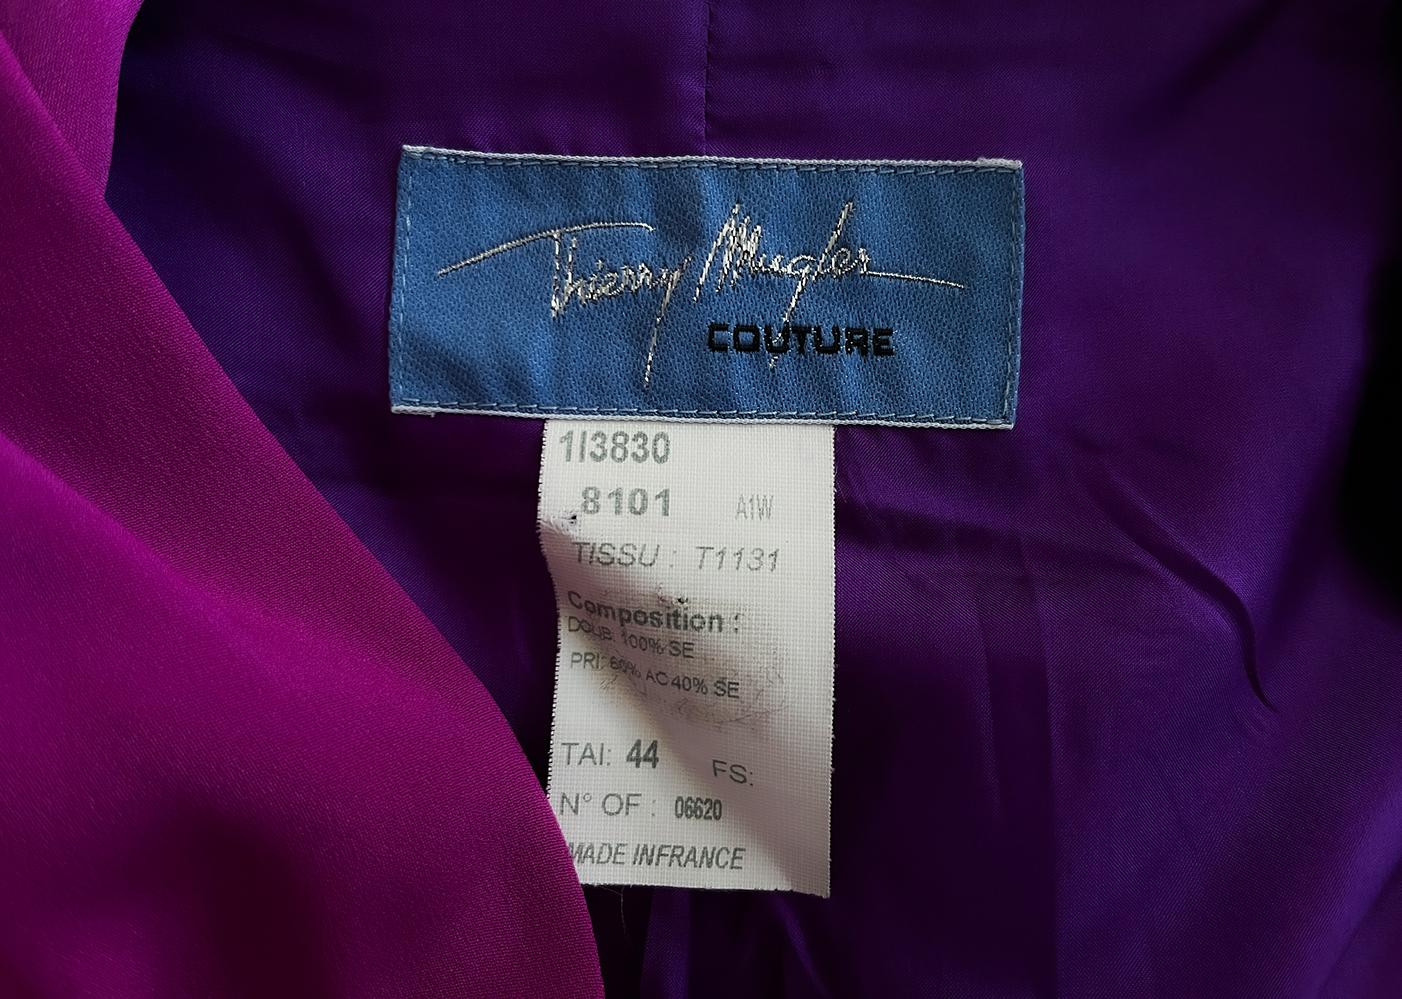 Thierry Mugler
COUTURE
1I3830
8101 A1W
TISSU : T1131
Composition :
DOUB: 100% SE
PRI: 60% AC 40% SE
TAI: 44 FS:
N° OF : 06620
MADE INFRANCE